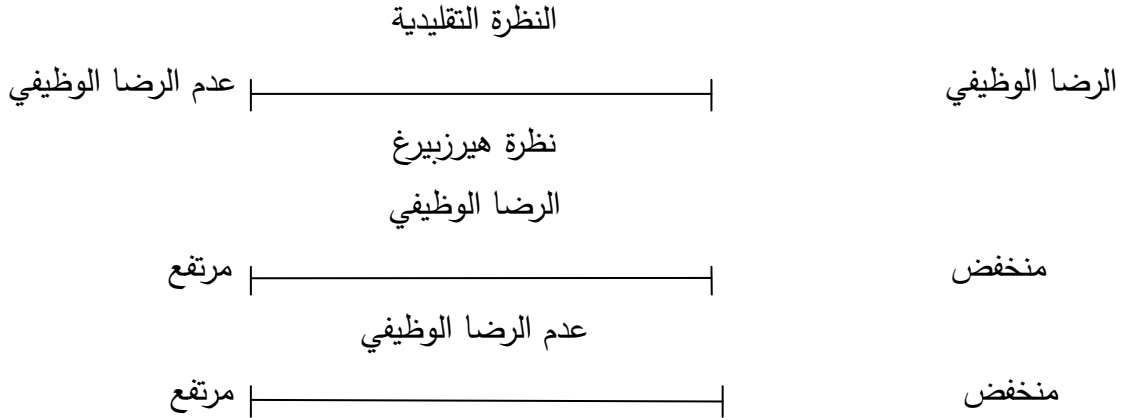 النظرة التقليدية
الرضا الوظيفي عدم الرضا الوظيفي
نظرة هيرزبيرغ
الرضا الوظيفي
منخفض مرتفع
عدم الرضا الوظيفي
منخفض مرتفع